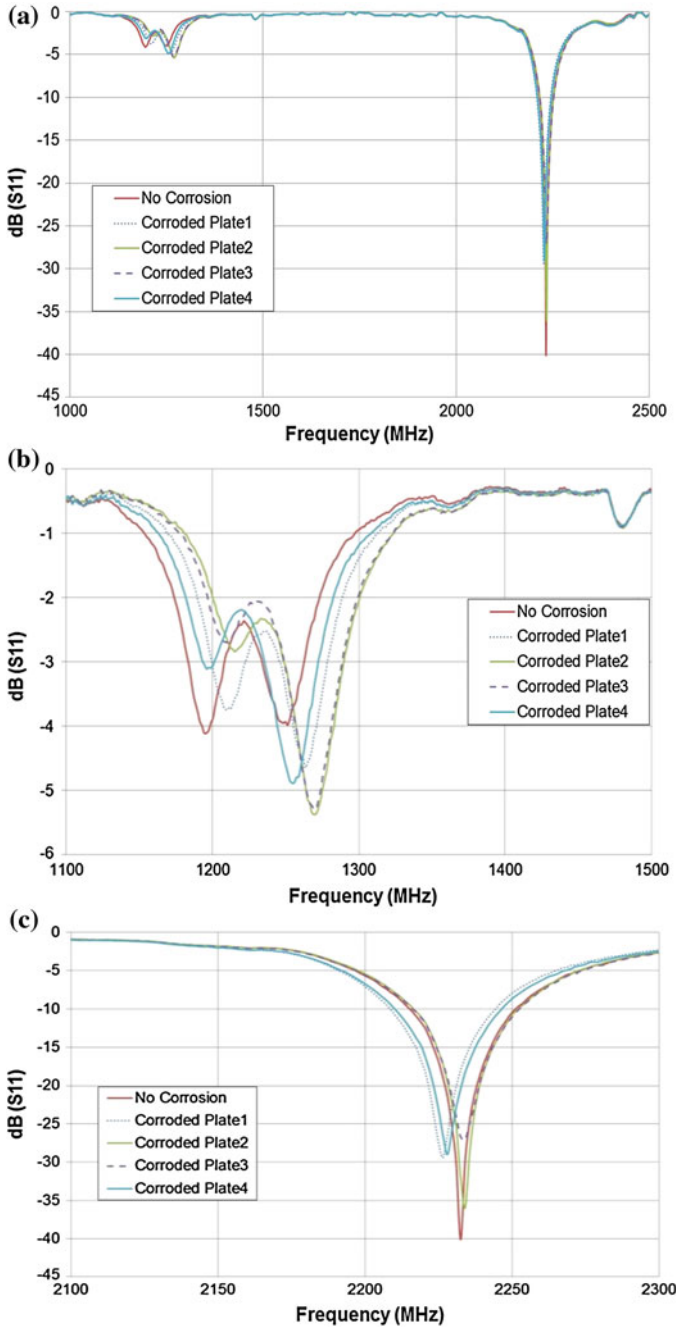 (a)
0
-5
-10
-15
-20
-25
-30
-35
-40
-45
dB (S11)
No Corrosion
Corroded Plate1
Corroded Plate2
Corroded Plate3
Corroded Plate4
1000 1500 2000 2500
Frequency (MHz)
(b)
0
-1
-2
-3
-4
-5
-6
dB (S11)
No Corrosion
Corroded Plate1
Corroded Plate2
Corroded Plate3
Corroded Plate4
1100 1200 1300 1400 1500
Frequency (MHz)
(c)
0
-5
-10
-15
-20
-25
-30
-35
-40
-45
dB (S11)
No Corrosion
Corroded Plate1
Corroded Plate2
Corroded Plate3
Corroded Plate4
2100 2150 2200 2250 2300
Frequency (MHz)